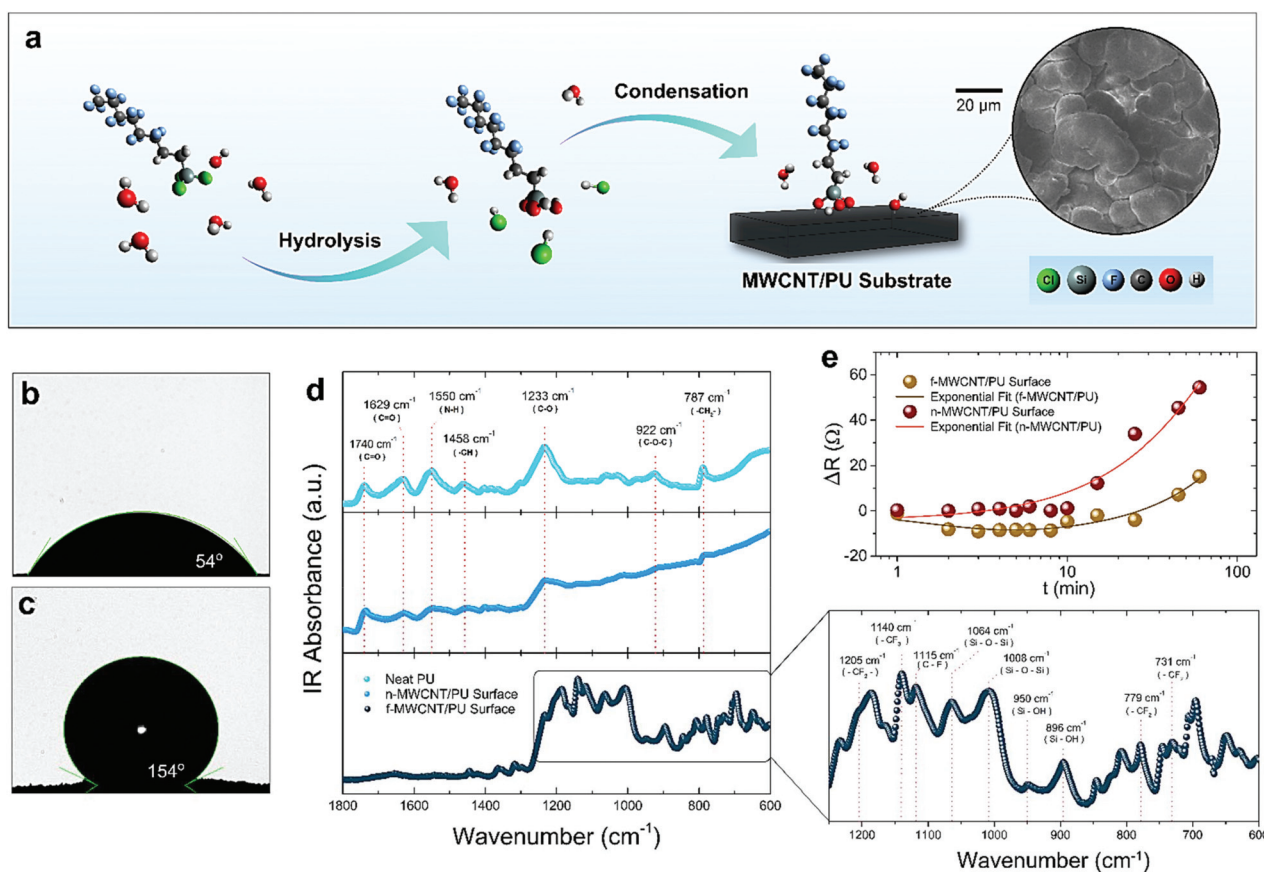 a
Hydrolysis
Condensation
20 μm
MWCNT/PU Substrate
Cl Si F C O H
b
54°
c
154°
d
1740 cm⁻¹
(C=O)
1629 cm⁻¹
(C=O)
1550 cm⁻¹
(N-H)
1458 cm⁻¹
(-CH)
1233 cm⁻¹
(C-O)
922 cm⁻¹
(C-O-C)
787 cm⁻¹
(-CH₂-)
IR Absorbance (a.u.)
Neat PU
n-MWCNT/PU Surface
f-MWCNT/PU Surface
1800 1600 1400 1200 1000 800 600
Wavenumber (cm⁻¹)
e
f-MWCNT/PU Surface
Exponential Fit (f-MWCNT/PU)
n-MWCNT/PU Surface
Exponential Fit (n-MWCNT/PU)
ΔR (Ω)
60
40
20
0
-20
1 10 100
t (min)
1205 cm⁻¹
(-CF₂-)
1140 cm⁻¹
(-CF₃)
1115 cm⁻¹
(C-F)
1064 cm⁻¹
(Si-O-Si)
1008 cm⁻¹
(Si-O-Si)
950 cm⁻¹
(Si-OH)
896 cm⁻¹
(Si-OH)
779 cm⁻¹
(-CF₂)
731 cm⁻¹
1200 1100 1000 900 800 700 600
Wavenumber (cm⁻¹)